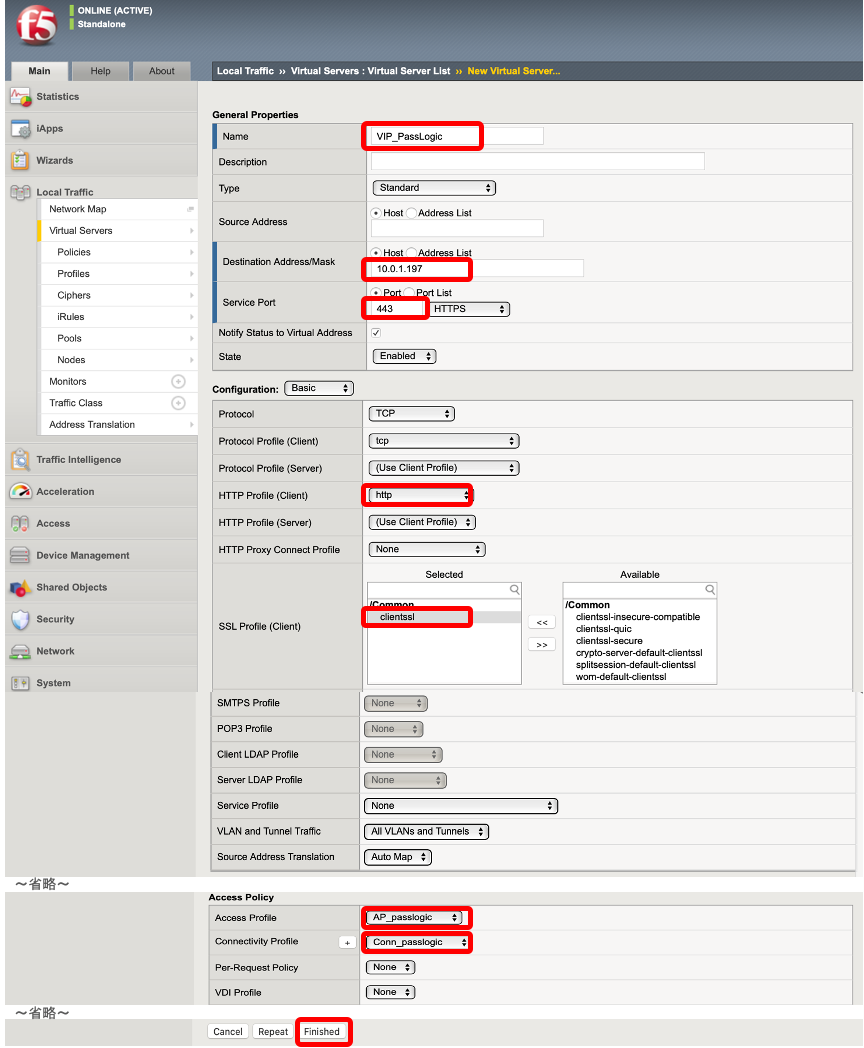 f5
ONLINE (ACTIVE)
Standalone
Main
Help
About
Local Traffic ›› Virtual Servers : Virtual Server List ›› New Virtual Server...
Statistics
iApps
Wizards
Local Traffic
Network Map
Virtual Servers
Policies
Profiles
Ciphers
iRules
Pools
Nodes
Monitors
Traffic Class
Address Translation
Traffic Intelligence
Acceleration
Access
Device Management
Shared Objects
Security
Network
System
General Properties
Name VIP_PassLogic
Description
Type Standard
Source Address Host Address List
Destination Address/Mask Host Address List
10.0.1.197
Service Port Port Port List
443 HTTPS
Notify Status to Virtual Address
State Enabled
Configuration: Basic
Protocol TCP
Protocol Profile (Client) tcp
Protocol Profile (Server) (Use Client Profile)
HTTP Profile (Client) http
HTTP Profile (Server) (Use Client Profile)
HTTP Proxy Connect Profile None
SSL Profile (Client)
Selected
/Common
clientssl
<<
>>
Available
/Common
clientssl-insecure-compatible
clientssl-quic
clientssl-secure
crypto-server-default-clientssl
splitsession-default-clientssl
wom-default-clientssl
SMTPS Profile None
POP3 Profile None
Client LDAP Profile None
Server LDAP Profile None
Service Profile None
VLAN and Tunnel Traffic All VLANs and Tunnels
Source Address Translation Auto Map
～省略～
Access Policy
Access Profile AP_passlogic
Connectivity Profile + Conn_passlogic
Per-Request Policy None
VDI Profile None
～省略～
Cancel Repeat Finished